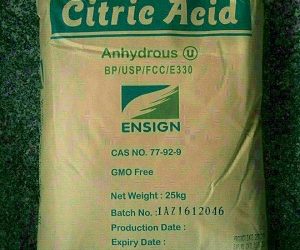 Citric Acid
Anhydrous U
BP/USP/FCC/E330
ENSIGN
CAS NO. 77-92-9
GMO Free
Net Weight : 25kg
Batch No. : IAZ1612046
Production Date :
Expiry Date :